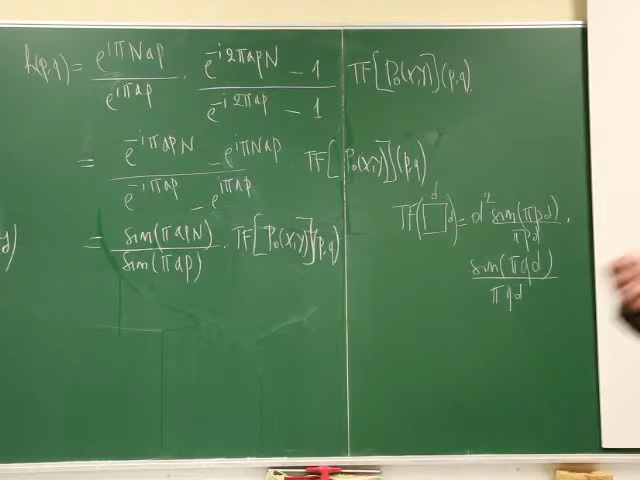 h(p,q) = e^{iπNap} / e^{iπap} · (e^{-i2πapN} - 1) / (e^{-i2πap} - 1) TF[P₀(x,y)](p,q)
= (e^{-iπapN} - e^{iπNap}) / (e^{-iπap} - e^{iπap}) · TF[P₀(x,y)](p,q)
y) = sin(πapN) / sin(πap) · TF[P₀(x,y)](p,q)
d
TF(□ d) = d² sin(πpd) / πpd ·
sin(πqd) / πqd